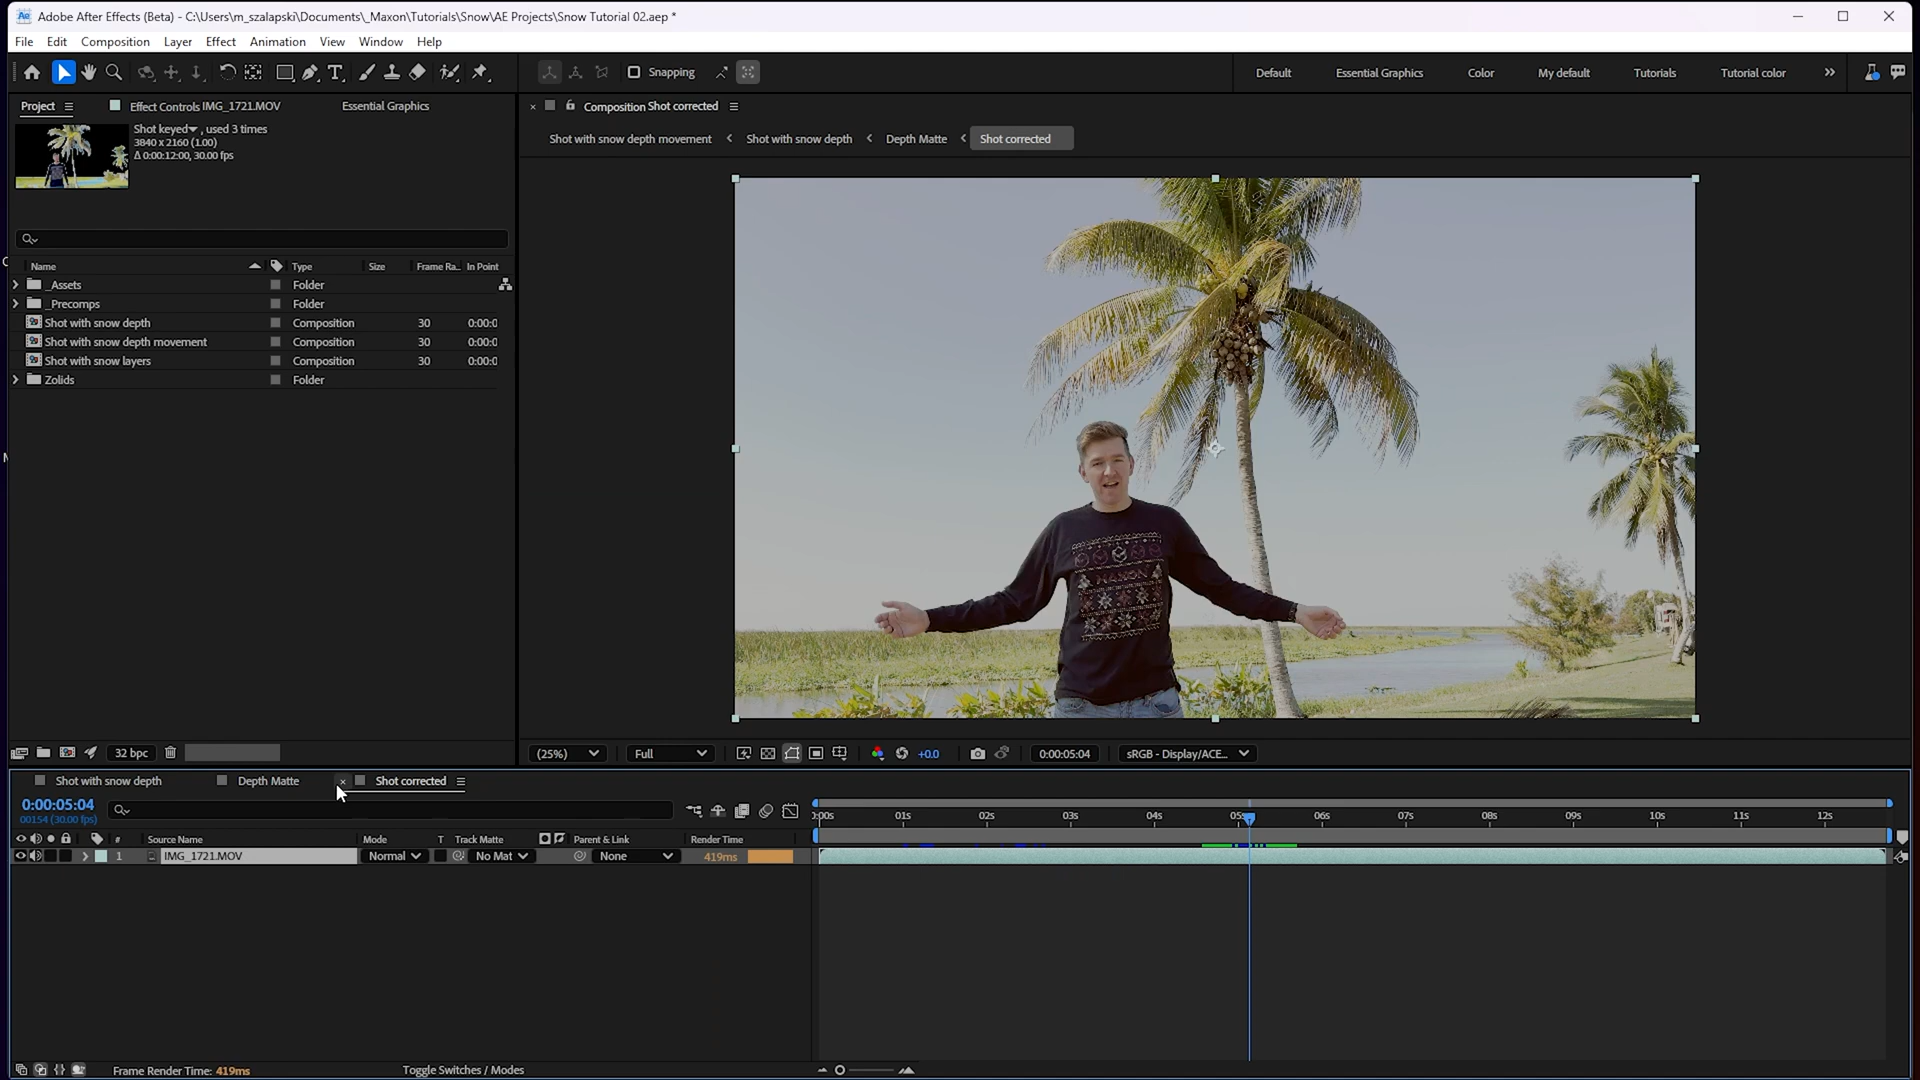 Adobe After Effects (Beta) - C:\Users\m_szalapski\Documents\_Maxon\Tutorials\Snow\AE Projects\Snow Tutorial 02.aep *
File Edit Composition Layer Effect Animation View Window Help
Snapping
Default Essential Graphics Color My default Tutorials Tutorial color
Project Effect Controls IMG_1721.MOV Essential Graphics
Composition Shot corrected
Shot keyed , used 3 times
3840 x 2160 (1.00)
Δ 0:00:12:00, 30.00 fps
Shot with snow depth movement Shot with snow depth Depth Matte Shot corrected
Name Type Size Frame Ra... In Point
_Assets Folder
_Precomps Folder
Shot with snow depth Composition 30 0:00:0
Shot with snow depth movement Composition 30 0:00:0
Shot with snow layers Composition 30 0:00:0
Zolids Folder
MAXON
32 bpc
(25%) Full +0.0 0:00:05:04 sRGB - Display/ACE...
Shot with snow depth Depth Matte Shot corrected
0:00:05:04
00154 (30.00 fps)
:00s 01s 02s 03s 04s 05s 06s 07s 08s 09s 10s 11s 12s
# Source Name Mode T Track Matte Parent & Link Render Time
1 IMG_1721.MOV Normal No Mat None 419ms
Frame Render Time: 419ms Toggle Switches / Modes